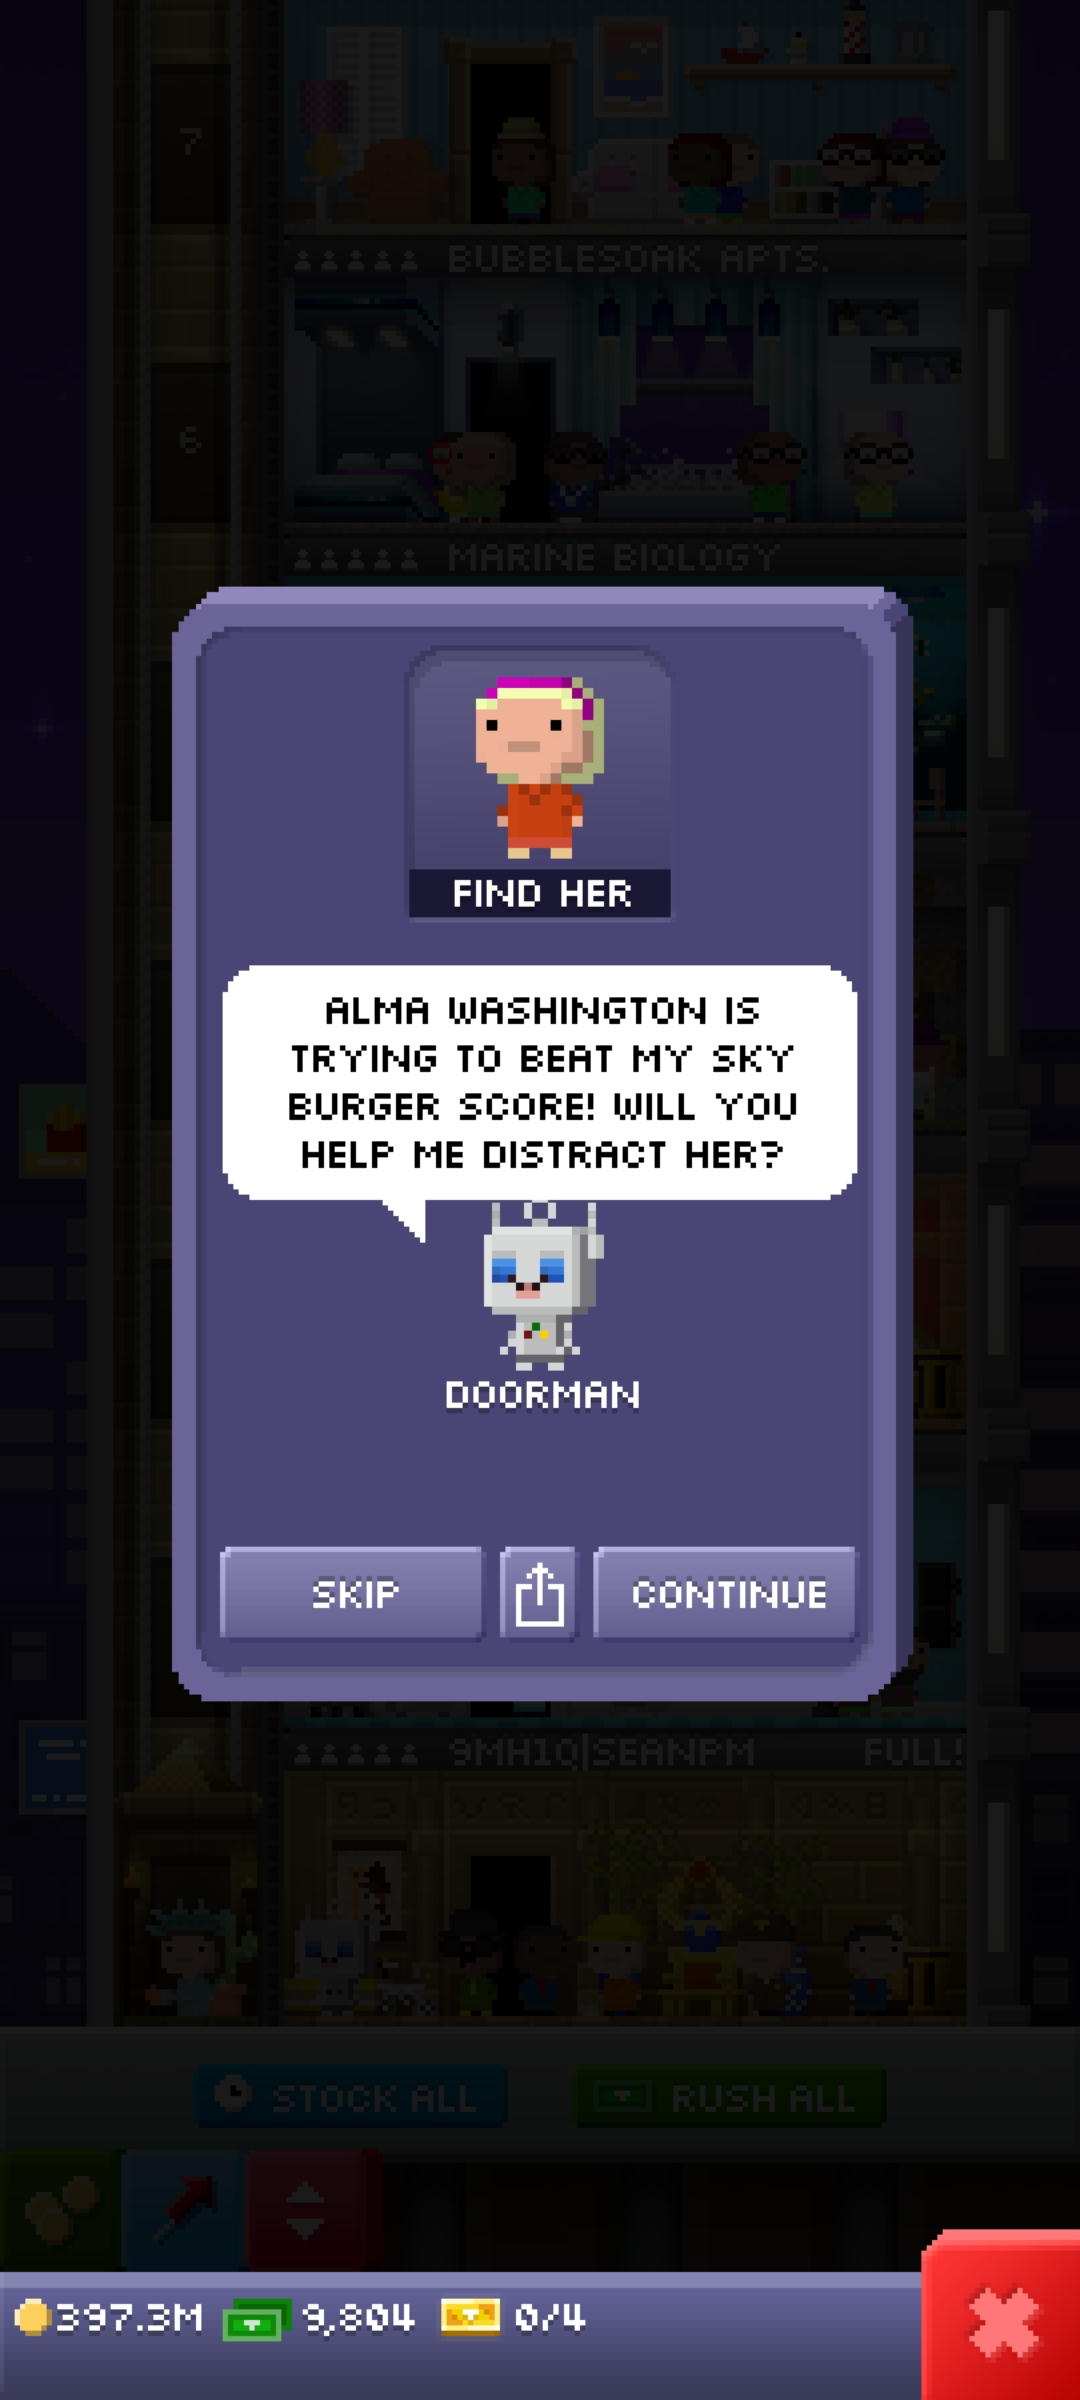 7
BUBBLESOAK APTS.
6
MARINE BIOLOGY
FIND HER
ALMA WASHINGTON IS
TRYING TO BEAT MY SKY
BURGER SCORE! WILL YOU
HELP ME DISTRACT HER?
DOORMAN
SKIP
CONTINUE
9MH1Q|SEANPM FULL!
STOCK ALL
RUSH ALL
397.3M 9,804 0/4